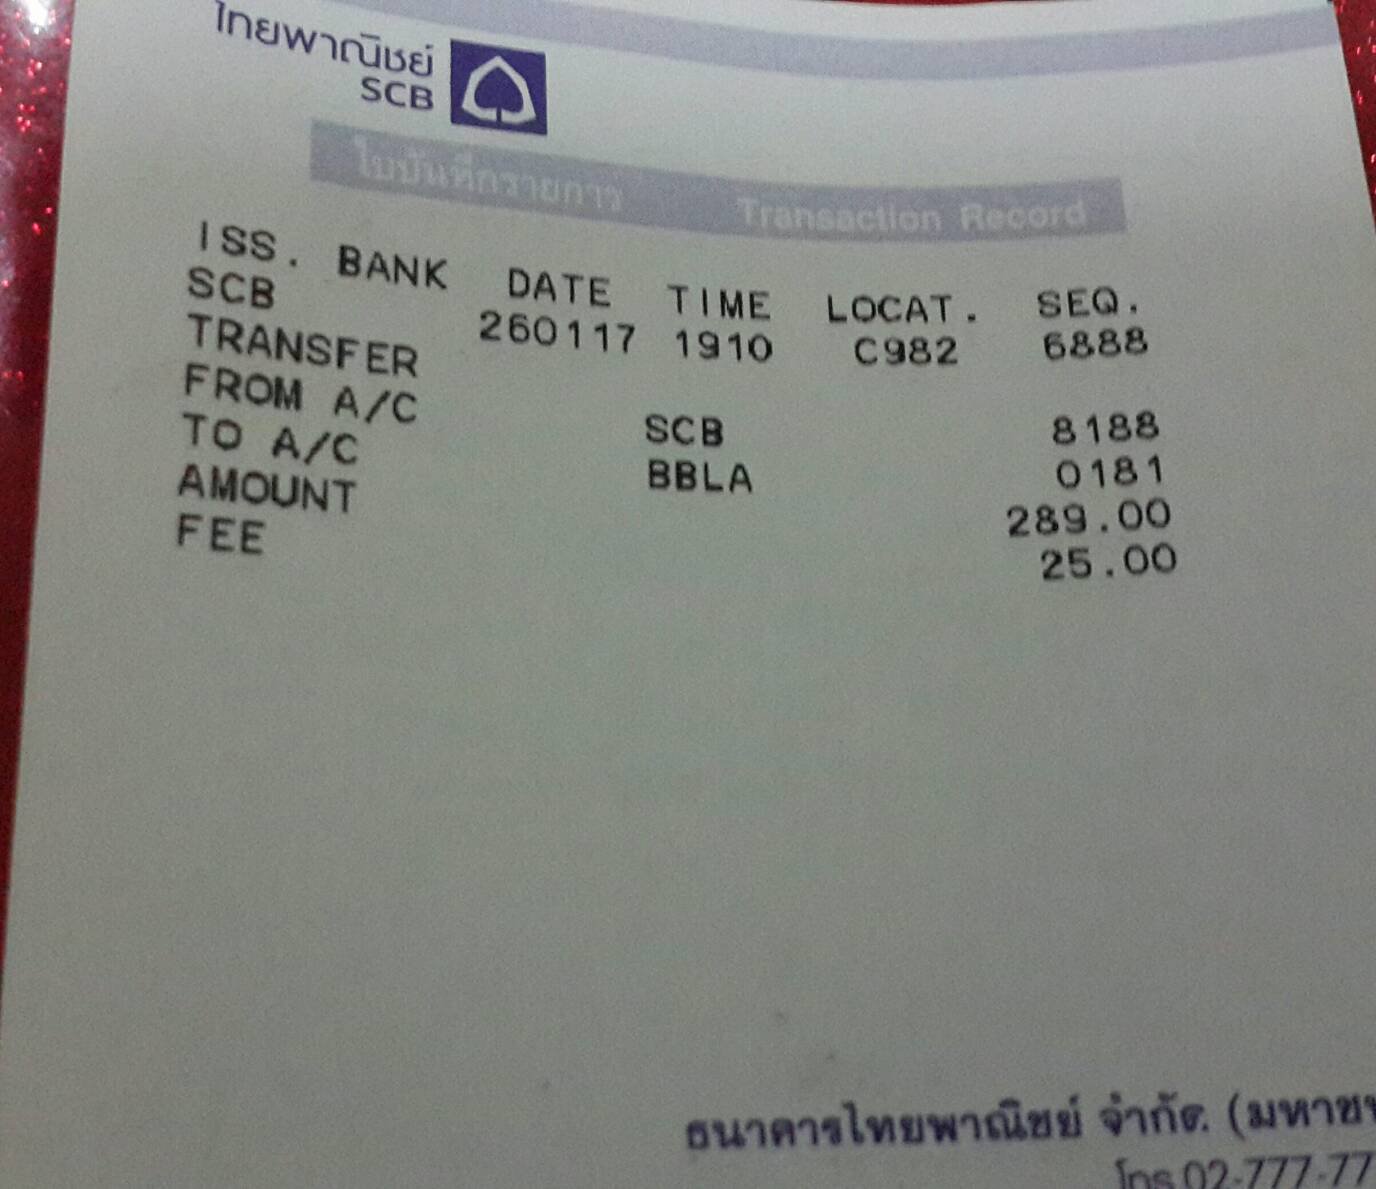 ไทยพาณิชย์
SCB
ใบบันทึกรายการ Transaction Record
ISS. BANK DATE TIME LOCAT. SEQ.
SCB 260117 1910 C982 6888
TRANSFER
FROM A/C SCB 8188
TO A/C BBLA 0181
AMOUNT 289.00
FEE 25.00
ธนาคารไทยพาณิชย์ จำกัด (มหาช
โทร.02-777-77